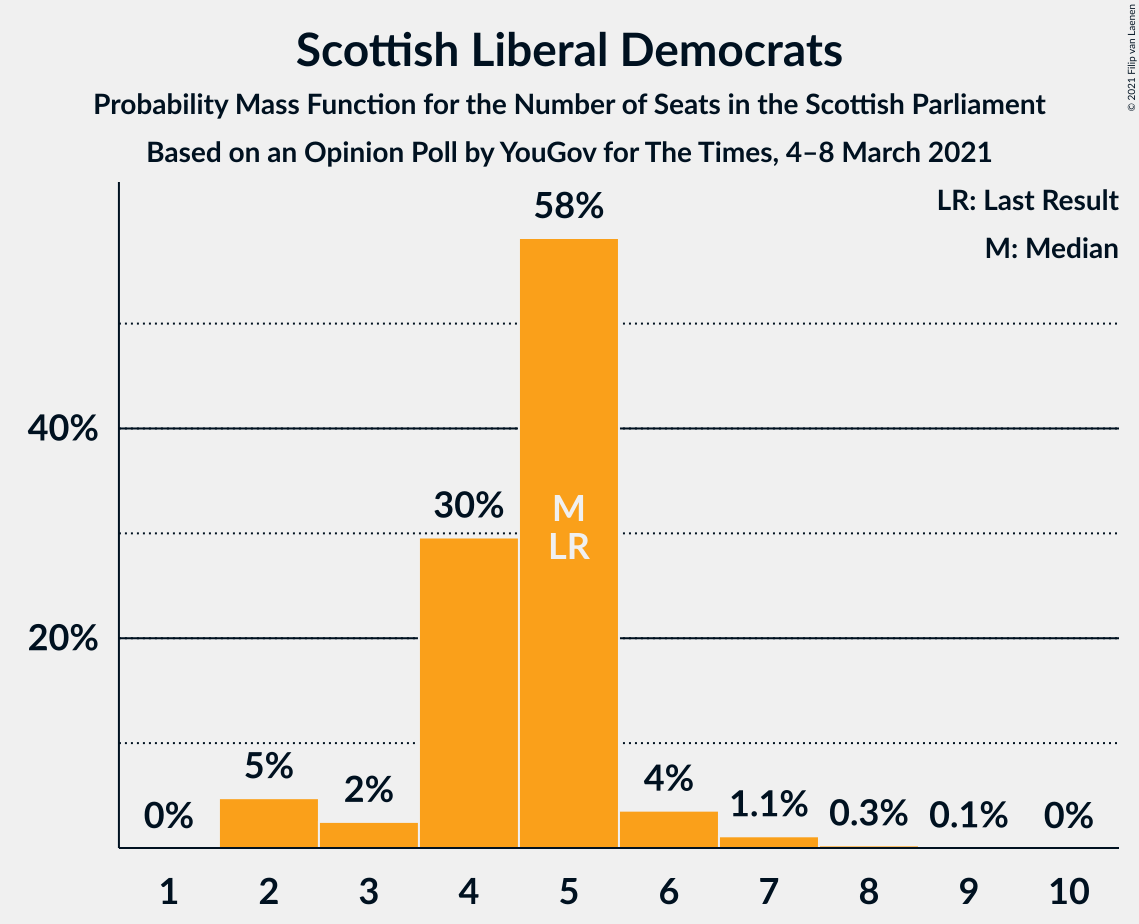 Scottish Liberal Democrats
Probability Mass Function for the Number of Seats in the Scottish Parliament
Based on an Opinion Poll by YouGov for The Times, 4–8 March 2021
© 2021 Filip van Laenen
LR: Last Result
M: Median
58%
40%
30%
M
LR
20%
5%
2%
0%
4%
1.1%
0.3%
0.1%
0%
1 2 3 4 5 6 7 8 9 10